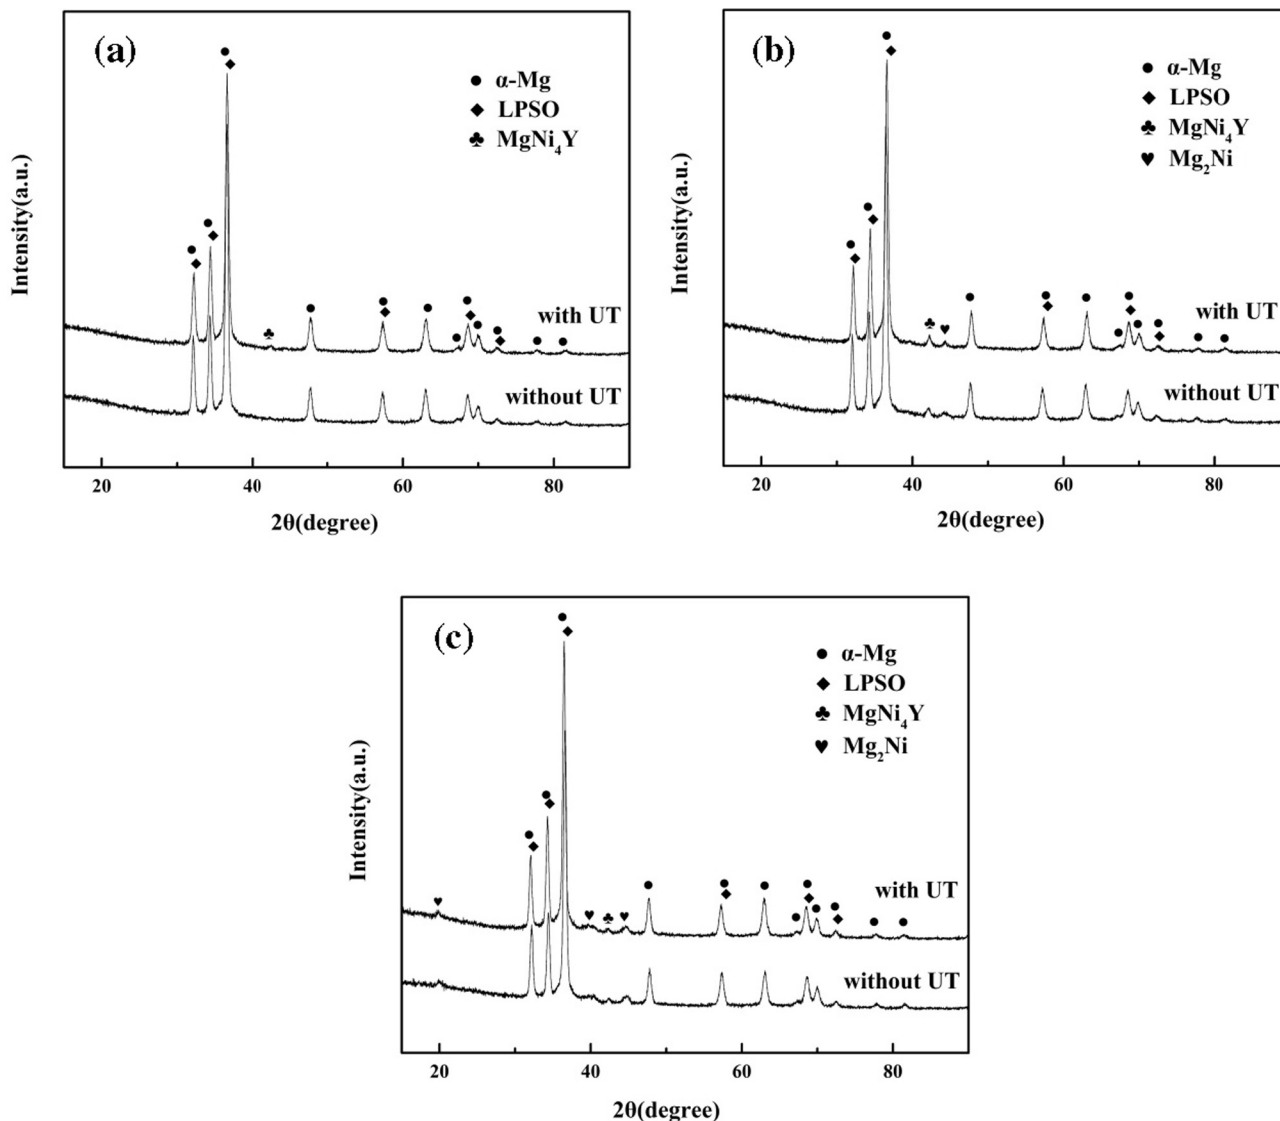 (a)
● α-Mg
◆ LPSO
♣ MgNi₄Y
Intensity(a.u.)
with UT
without UT
20 40 60 80
2θ(degree)
(b)
● α-Mg
◆ LPSO
♣ MgNi₄Y
♥ Mg₂Ni
Intensity(a.u.)
with UT
without UT
20 40 60 80
2θ(degree)
(c)
● α-Mg
◆ LPSO
♣ MgNi₄Y
♥ Mg₂Ni
Intensity(a.u.)
with UT
without UT
20 40 60 80
2θ(degree)